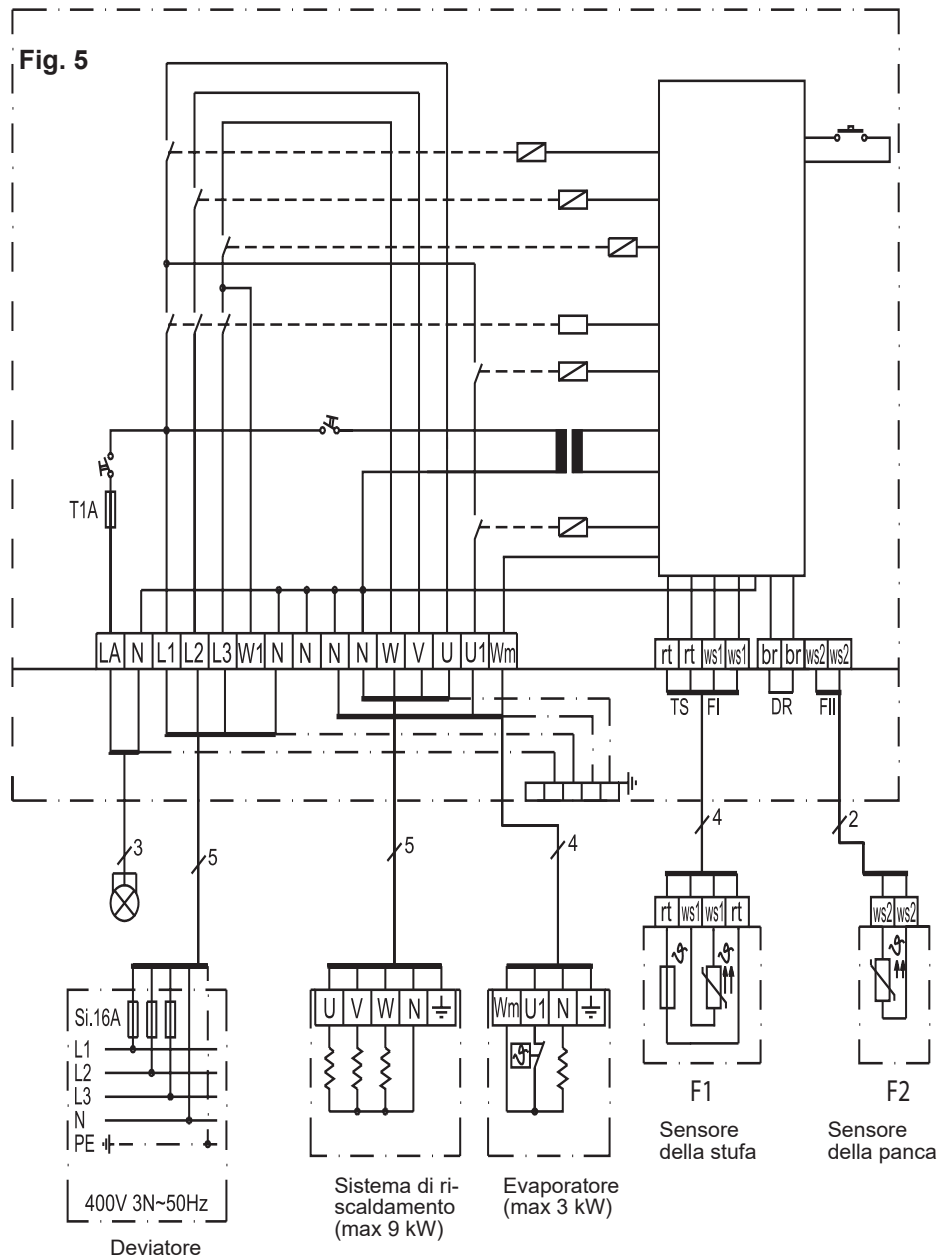 Fig. 5
T1A
LA N L1 L2 L3 W1 N N N N W V U U1 Wm
rt rt ws1 ws1 br br ws2 ws2
TS FI DR FII
3 5 5 4 4 2
rt ws1 ws1 rt
ws2 ws2
Si.16A
L1
L2
L3
N
PE
400V 3N~50Hz
Deviatore
U V W N
Sistema di ri-
scaldamento
(max 9 kW)
Wm U1 N
ϑ
Evaporatore
(max 3 kW)
ϑ
F1
Sensore
della stufa
ϑ
F2
Sensore
della panca